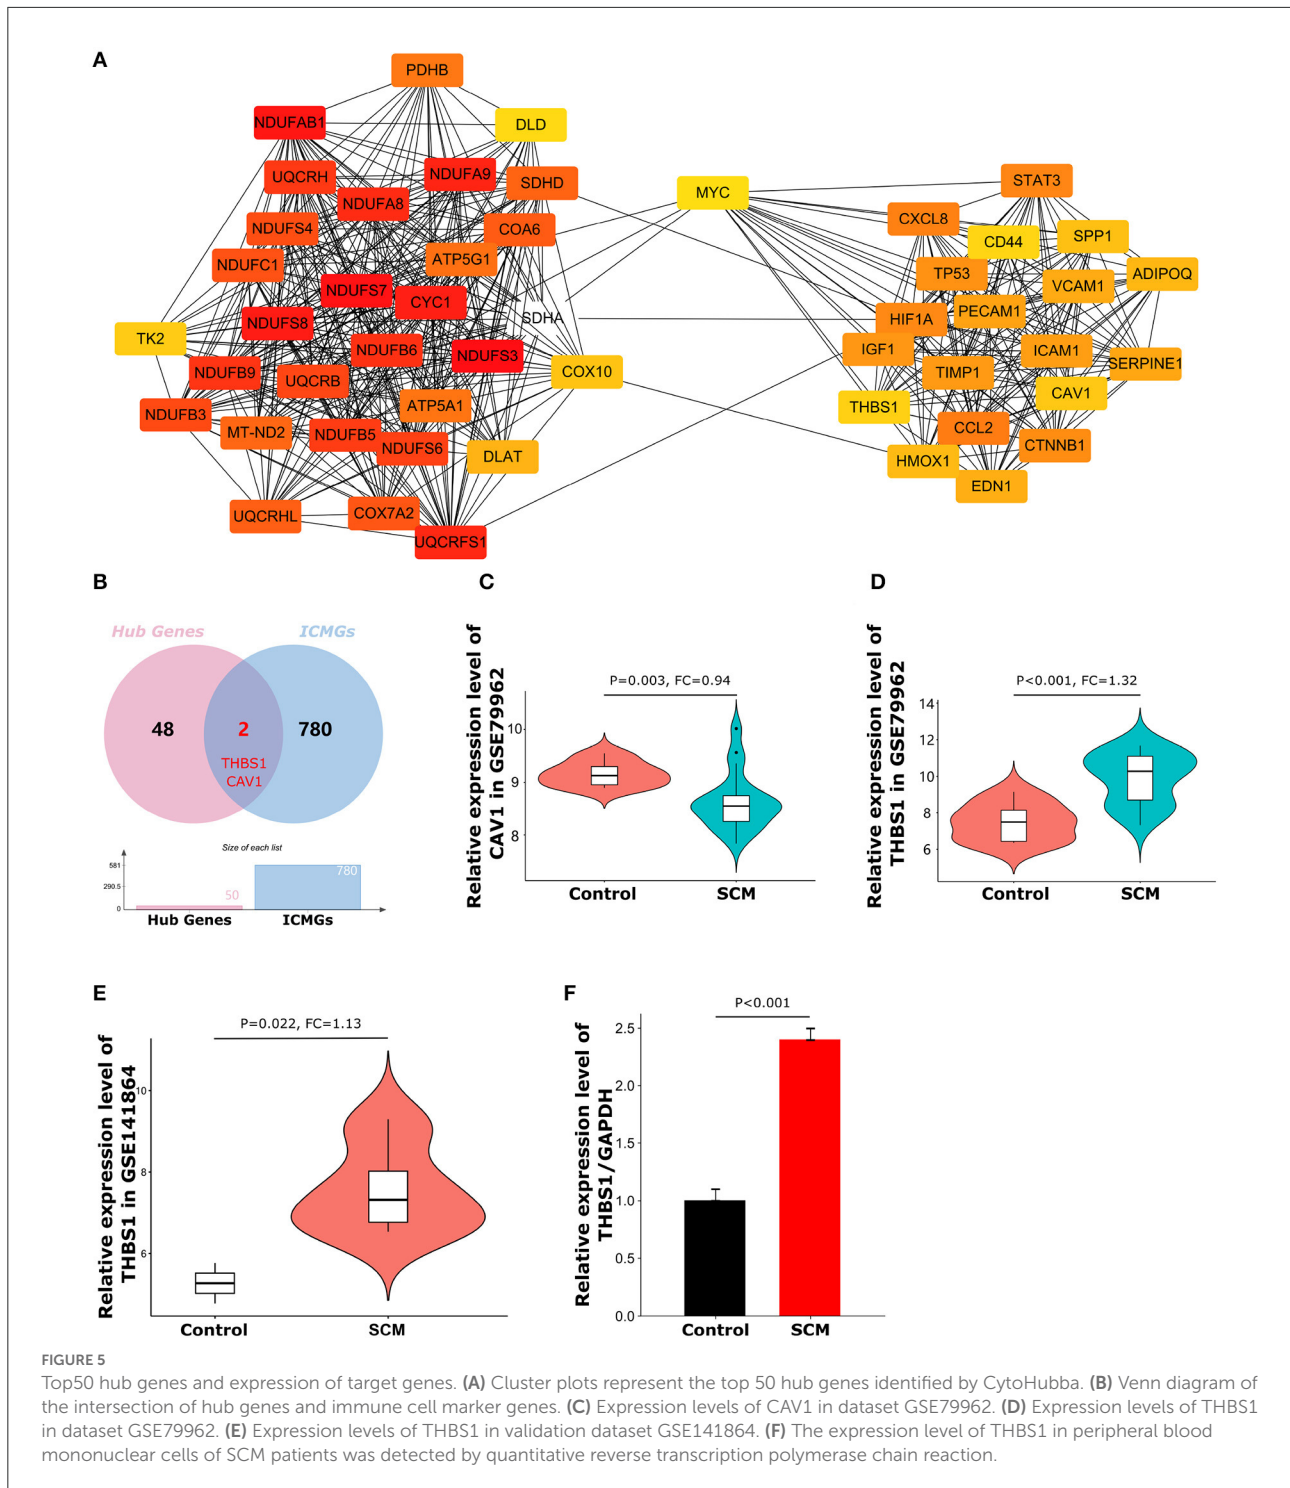 A
PDHB
NDUFAB1
DLD
UQCRH
NDUFA9
SDHD
MYC
STAT3
NDUFA8
CXCL8
NDUFS4
COA6
CD44
SPP1
NDUFC1
ATP5G1
TP53
VCAM1
ADIPOQ
NDUFS7
CYC1
SDHA
HIF1A
PECAM1
NDUFS8
TK2
NDUFB6
NDUFS3
IGF1
ICAM1
SERPINE1
NDUFB9
UQCRB
COX10
TIMP1
CAV1
NDUFB3
ATP5A1
THBS1
MT-ND2
NDUFB5
NDUFS6
DLAT
CCL2
CTNNB1
HMOX1
EDN1
UQCRHL
COX7A2
UQCRFS1
B
Hub Genes
ICMGs
48
2
780
THBS1
CAV1
Size of each list
581
290.5
0
50
780
Hub Genes
ICMGs
C
Relative expression level of
CAV1 in GSE79962
P=0.003, FC=0.94
10
9
8
Control
SCM
D
Relative expression level of
THBS1 in GSE79962
P<0.001, FC=1.32
14
12
10
8
6
Control
SCM
E
Relative expression level of
THBS1 in GSE141864
P=0.022, FC=1.13
10
8
6
Control
SCM
F
Relative expression level of
THBS1/GAPDH
P<0.001
2.5
2.0
1.5
1.0
0.5
0.0
Control
SCM
FIGURE 5
Top50 hub genes and expression of target genes. (A) Cluster plots represent the top 50 hub genes identified by CytoHubba. (B) Venn diagram of
the intersection of hub genes and immune cell marker genes. (C) Expression levels of CAV1 in dataset GSE79962. (D) Expression levels of THBS1
in dataset GSE79962. (E) Expression levels of THBS1 in validation dataset GSE141864. (F) The expression level of THBS1 in peripheral blood
mononuclear cells of SCM patients was detected by quantitative reverse transcription polymerase chain reaction.